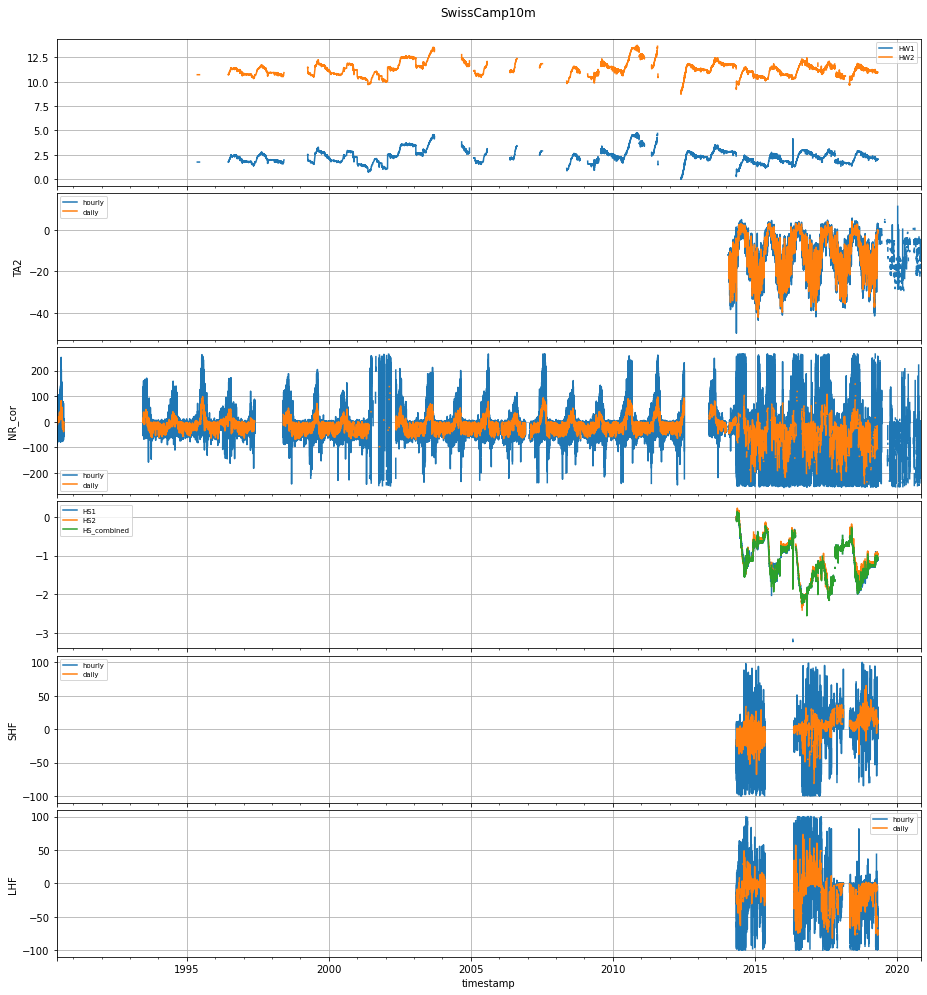 SwissCamp10m
12.5
10.0
7.5
5.0
2.5
0.0
HW1
HW2
TA2
0
−20
−40
hourly
daily
NR_cor
200
100
0
−100
−200
hourly
daily
0
−1
−2
−3
HS1
HS2
HS_combined
SHF
100
50
0
−50
−100
hourly
daily
LHF
100
50
0
−50
−100
hourly
daily
1995 2000 2005 2010 2015 2020
timestamp